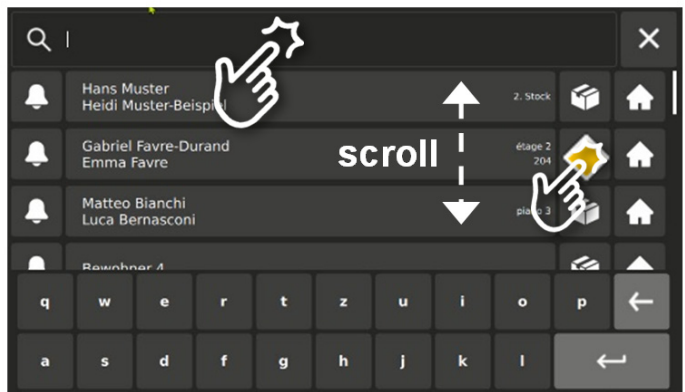 Hans Muster
Heidi Muster-Beispiel
2. Stock
Gabriel Favre-Durand
Emma Favre
étage 2
204
scroll
Matteo Bianchi
Luca Bernasconi
piano 3
Bewohner 4
q w e r t z u i o p
a s d f g h j k l